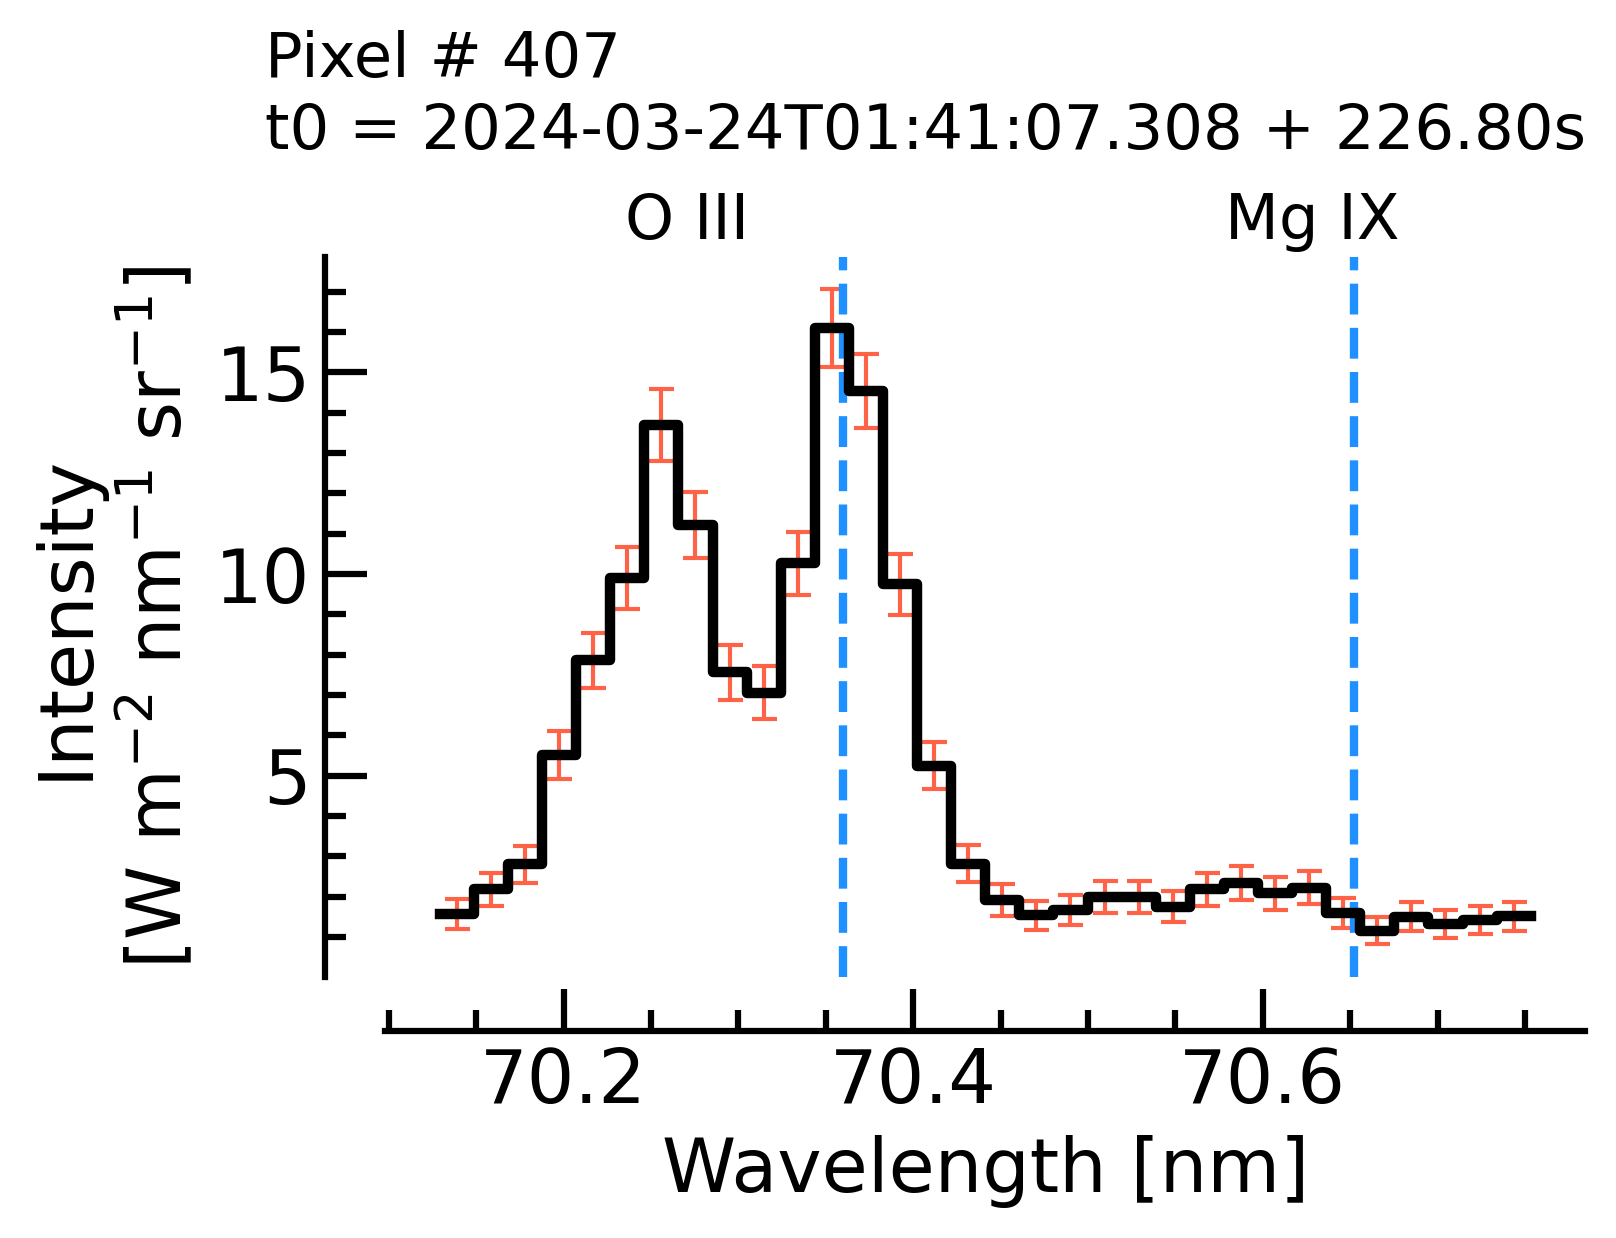 Pixel # 407
t0 = 2024-03-24T01:41:07.308 + 226.80s
O III
Mg IX
Intensity
[W m⁻² nm⁻¹ sr⁻¹]
15
10
5
70.2
70.4
70.6
Wavelength [nm]